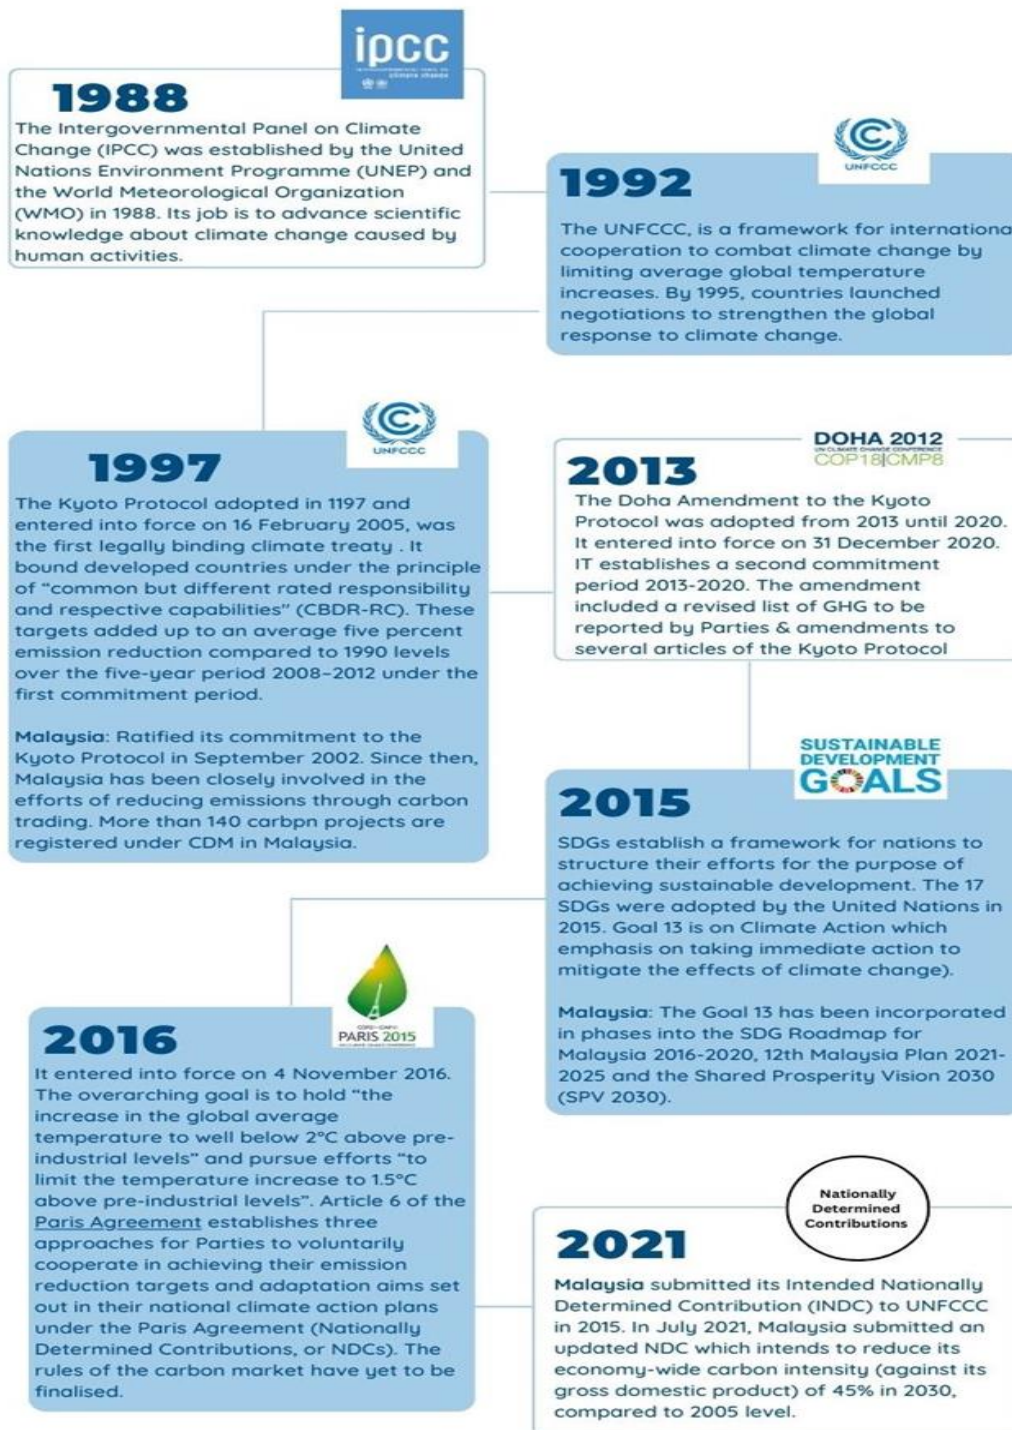 ipcc
climate change
1988
The Intergovernmental Panel on Climate
Change (IPCC) was established by the United
Nations Environment Programme (UNEP) and
the World Meteorological Organization
(WMO) in 1988. Its job is to advance scientific
knowledge about climate change caused by
human activities.
UNFCCC
1992
The UNFCCC, is a framework for internationa
cooperation to combat climate change by
limiting average global temperature
increases. By 1995, countries launched
negotiations to strengthen the global
response to climate change.
UNFCCC
1997
The Kyoto Protocol adopted in 1197 and
entered into force on 16 February 2005, was
the first legally binding climate treaty . It
bound developed countries under the principle
of “common but different rated responsibility
and respective capabilities” (CBDR-RC). These
targets added up to an average five percent
emission reduction compared to 1990 levels
over the five-year period 2008–2012 under the
first commitment period.
Malaysia: Ratified its commitment to the
Kyoto Protocol in September 2002. Since then,
Malaysia has been closely involved in the
efforts of reducing emissions through carbon
trading. More than 140 carbpn projects are
registered under CDM in Malaysia.
DOHA 2012
UN CLIMATE CHANGE CONFERENCE
COP18|CMP8
2013
The Doha Amendment to the Kyoto
Protocol was adopted from 2013 until 2020.
It entered into force on 31 December 2020.
IT establishes a second commitment
period 2013-2020. The amendment
included a revised list of GHG to be
reported by Parties & amendments to
several articles of the Kyoto Protocol
SUSTAINABLE
DEVELOPMENT
GOALS
2015
SDGs establish a framework for nations to
structure their efforts for the purpose of
achieving sustainable development. The 17
SDGs were adopted by the United Nations in
2015. Goal 13 is on Climate Action which
emphasis on taking immediate action to
mitigate the effects of climate change).
Malaysia: The Goal 13 has been incorporated
in phases into the SDG Roadmap for
Malaysia 2016-2020, 12th Malaysia Plan 2021-
2025 and the Shared Prosperity Vision 2030
(SPV 2030).
PARIS 2015
2016
It entered into force on 4 November 2016.
The overarching goal is to hold “the
increase in the global average
temperature to well below 2°C above pre-
industrial levels” and pursue efforts “to
limit the temperature increase to 1.5°C
above pre-industrial levels”. Article 6 of the
Paris Agreement establishes three
approaches for Parties to voluntarily
cooperate in achieving their emission
reduction targets and adaptation aims set
out in their national climate action plans
under the Paris Agreement (Nationally
Determined Contributions, or NDCs). The
rules of the carbon market have yet to be
finalised.
Nationally
Determined
Contributions
2021
Malaysia submitted its Intended Nationally
Determined Contribution (INDC) to UNFCCC
in 2015. In July 2021, Malaysia submitted an
updated NDC which intends to reduce its
economy-wide carbon intensity (against its
gross domestic product) of 45% in 2030,
compared to 2005 level.